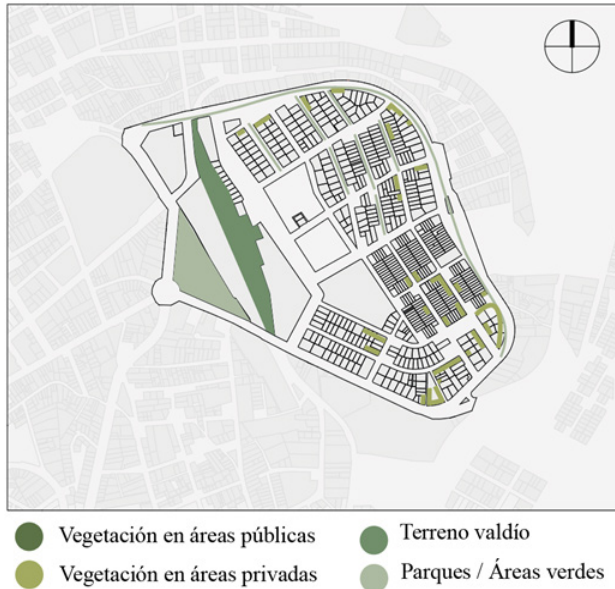 Vegetación en áreas públicas
Terreno valdío
Vegetación en áreas privadas
Parques / Áreas verdes